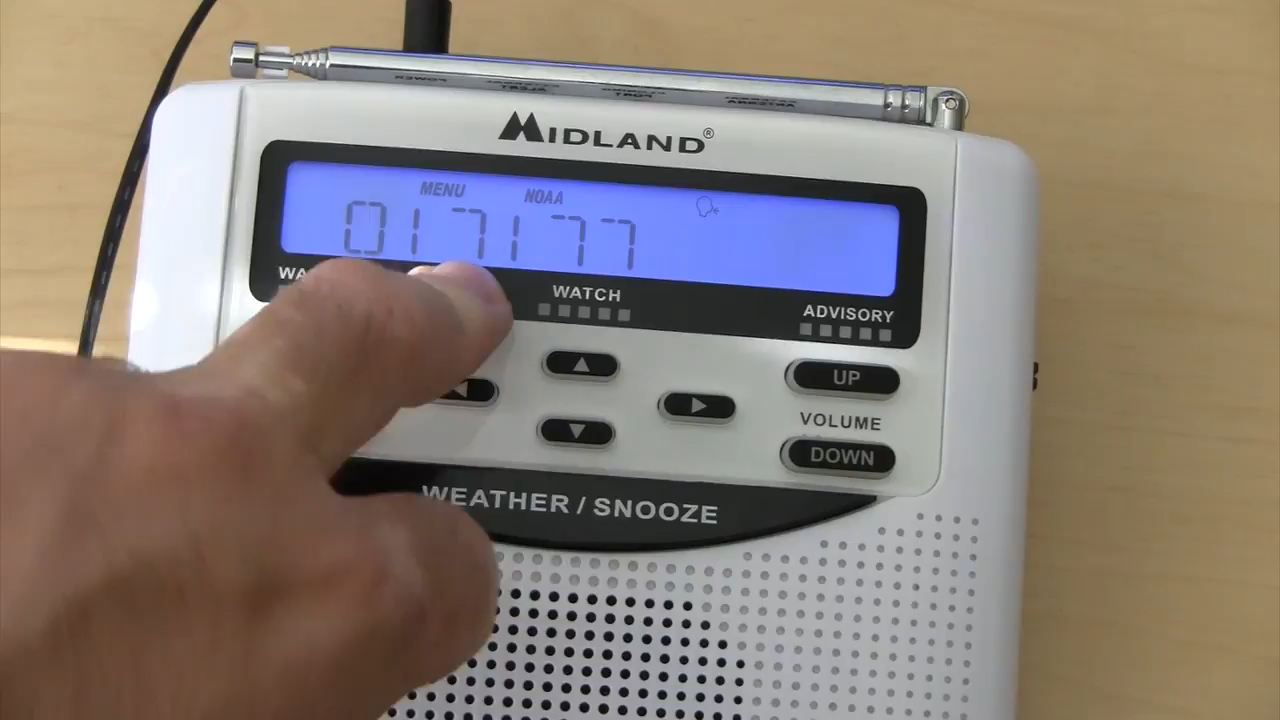 MIDLAND®
MENU NOAA
017177
WATCH
ADVISORY
UP
VOLUME
DOWN
WEATHER / SNOOZE